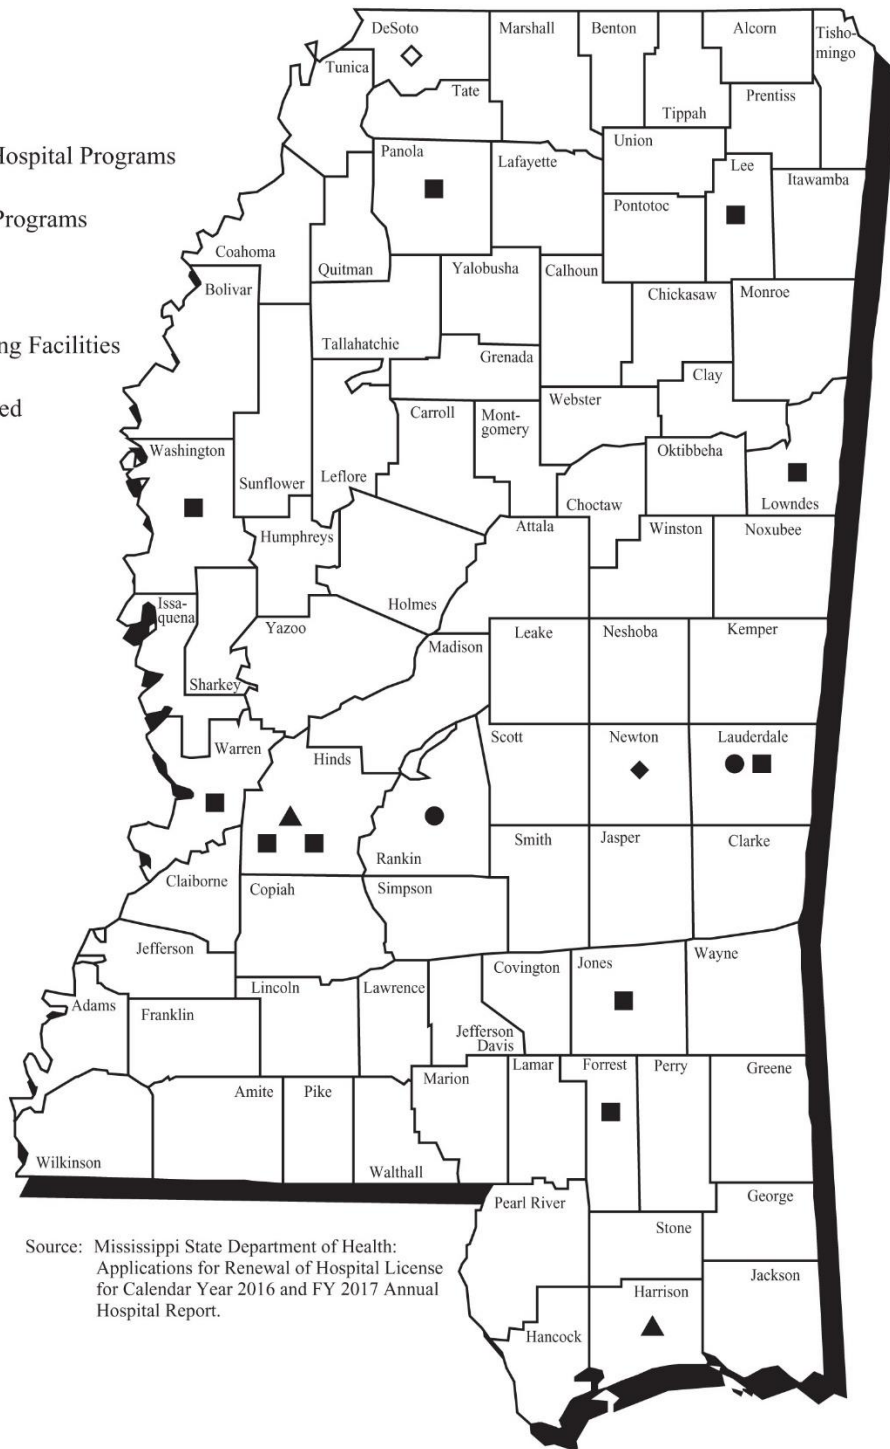 DeSoto
Marshall
Benton
Alcorn
Tisho-
mingo
Tunica
Tate
Tippah
Prentiss
Hospital Programs
Union
Panola
Lafayette
Lee
Itawamba
Programs
Pontotoc
Coahoma
Quitman
Yalobusha
Calhoun
Bolivar
Chickasaw
Monroe
ng Facilities
Tallahatchie
Grenada
Clay
ed
Carroll
Mont-
gomery
Webster
Washington
Sunflower
Leflore
Oktibbeha
Choctaw
Lowndes
Humphreys
Attala
Winston
Noxubee
Issa-
quena
Holmes
Yazoo
Madison
Leake
Neshoba
Kemper
Sharkey
Warren
Hinds
Scott
Newton
Lauderdale
Rankin
Smith
Jasper
Clarke
Claiborne
Copiah
Simpson
Jefferson
Covington
Jones
Wayne
Adams
Franklin
Lincoln
Lawrence
Jefferson
Davis
Marion
Lamar
Forrest
Perry
Greene
Amite
Pike
Wilkinson
Walthall
Pearl River
George
Stone
Source: Mississippi State Department of Health:
Applications for Renewal of Hospital License
for Calendar Year 2016 and FY 2017 Annual
Hospital Report.
Jackson
Harrison
Hancock